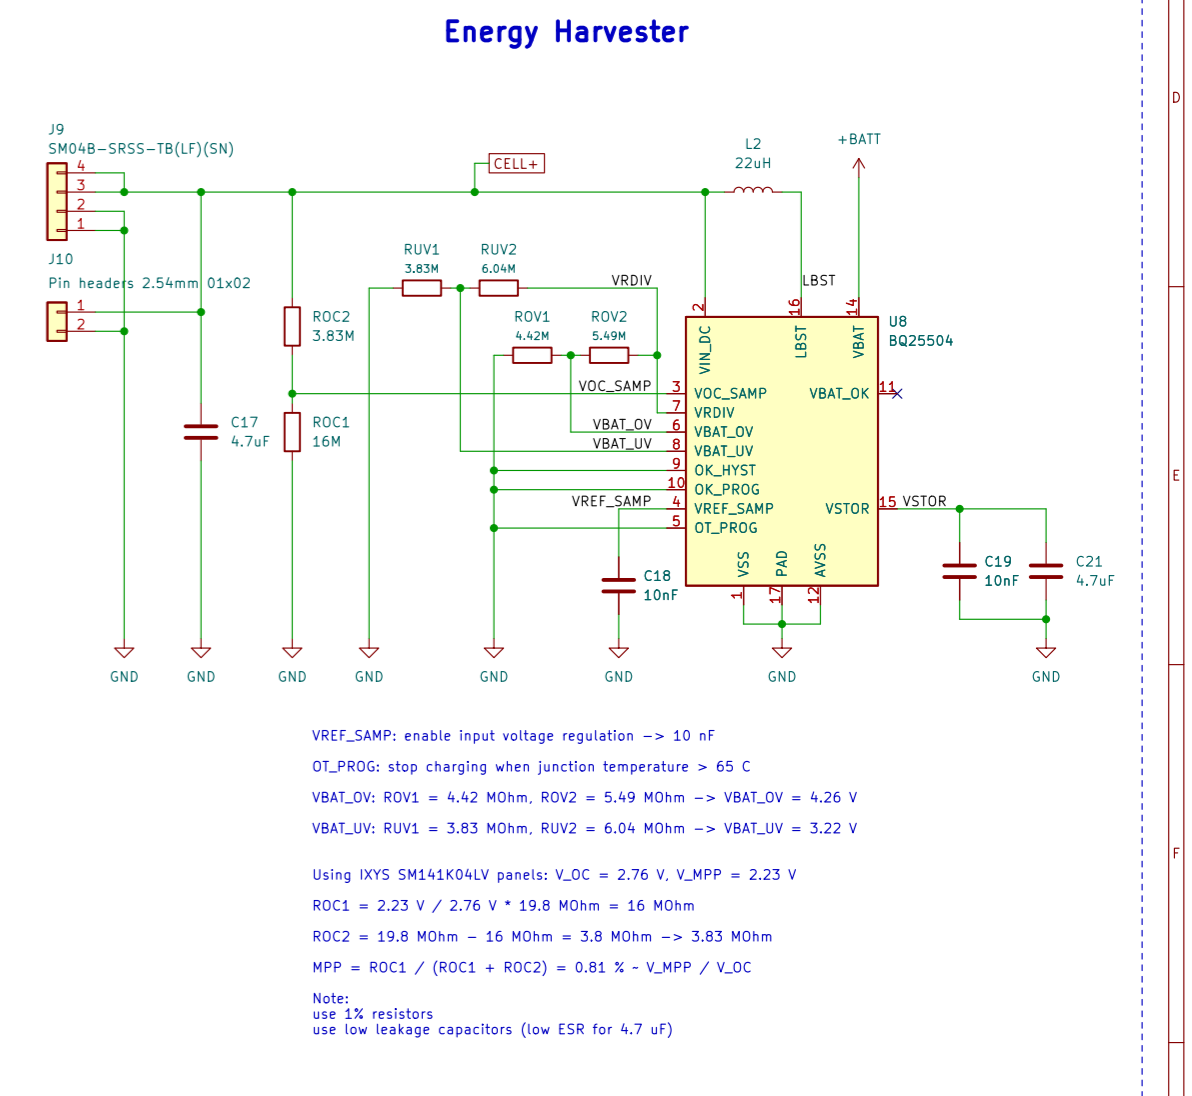 Energy Harvester
D
J9
SM04B-SRSS-TB(LF)(SN)
4
3
2
1
CELL+
L2
22uH
+BATT
J10
Pin headers 2.54mm 01x02
1
2
RUV1
3.83M
RUV2
6.04M
VRDIV
LBST
ROV1
4.42M
ROV2
5.49M
ROC2
3.83M
2
16
14
VIN_DC
LBST
VBAT
U8
BQ25504
VOC_SAMP
3
VOC_SAMP
VBAT_OK
11
7
VRDIV
VBAT_OV
6
VBAT_OV
VBAT_UV
8
VBAT_UV
9
OK_HYST
10
OK_PROG
VREF_SAMP
4
VREF_SAMP
VSTOR
15
VSTOR
5
OT_PROG
C17
4.7uF
ROC1
16M
E
VSS
PAD
AVSS
1
17
12
C18
10nF
C19
10nF
C21
4.7uF
GND
GND
GND
GND
GND
GND
GND
GND
VREF_SAMP: enable input voltage regulation -> 10 nF
OT_PROG: stop charging when junction temperature > 65 C
VBAT_OV: ROV1 = 4.42 MOhm, ROV2 = 5.49 MOhm -> VBAT_OV = 4.26 V
VBAT_UV: RUV1 = 3.83 MOhm, RUV2 = 6.04 MOhm -> VBAT_UV = 3.22 V
F
Using IXYS SM141K04LV panels: V_OC = 2.76 V, V_MPP = 2.23 V
ROC1 = 2.23 V / 2.76 V * 19.8 MOhm = 16 MOhm
ROC2 = 19.8 MOhm - 16 MOhm = 3.8 MOhm -> 3.83 MOhm
MPP = ROC1 / (ROC1 + ROC2) = 0.81 % ~ V_MPP / V_OC
Note:
use 1% resistors
use low leakage capacitors (low ESR for 4.7 uF)